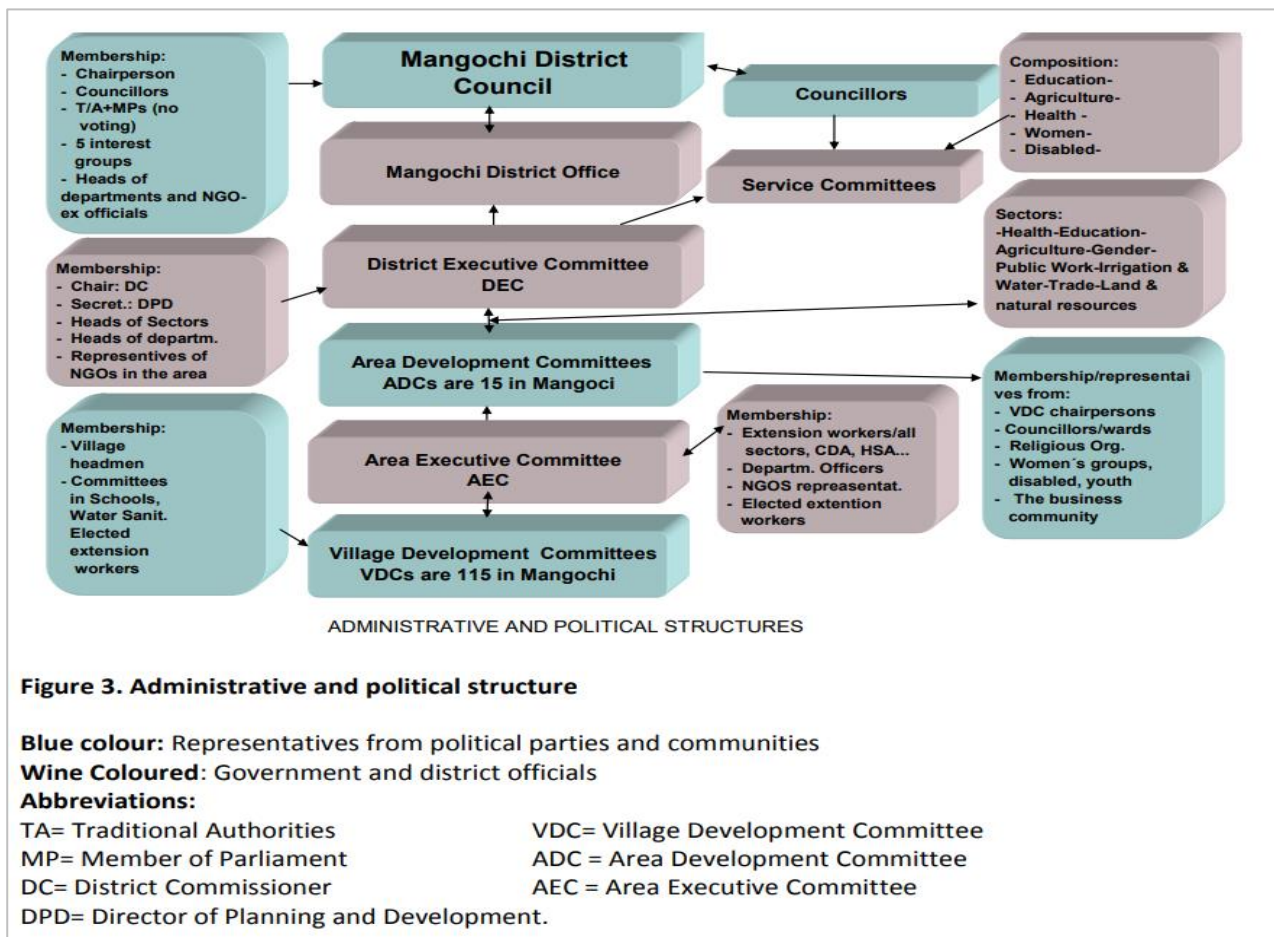 Membership:
- Chairperson
- Councillors
- T/A+MPs (no
voting)
- 5 interest
groups
- Heads of
departments and NGO-
ex officials
Mangochi District
Council
Councillors
Composition:
- Education-
- Agriculture-
- Health -
- Women-
- Disabled-
Mangochi District Office
Service Committees
Membership:
- Chair: DC
- Secret.: DPD
- Heads of Sectors
- Heads of departm.
- Representives of
NGOs in the area
District Executive Committee
DEC
Sectors:
-Health-Education-
Agriculture-Gender-
Public Work-Irrigation &
Water-Trade-Land &
natural resources
Area Development Committees
ADCs are 15 in Mangoci
Membership/representai
ves from:
- VDC chairpersons
- Councillors/wards
- Religious Org.
- Women´s groups,
disabled, youth
- The business
community
Membership:
- Village
headmen
- Committees
in Schools,
Water Sanit.
Elected
extension
workers
Area Executive Committee
AEC
Membership:
- Extension workers/all
sectors, CDA, HSA...
- Departm. Officers
- NGOS repreasentat.
- Elected extention
workers
Village Development Committees
VDCs are 115 in Mangochi
ADMINISTRATIVE AND POLITICAL STRUCTURES
Figure 3. Administrative and political structure
Blue colour: Representatives from political parties and communities
Wine Coloured: Government and district officials
Abbreviations:
TA= Traditional Authorities VDC= Village Development Committee
MP= Member of Parliament ADC = Area Development Committee
DC= District Commissioner AEC = Area Executive Committee
DPD= Director of Planning and Development.